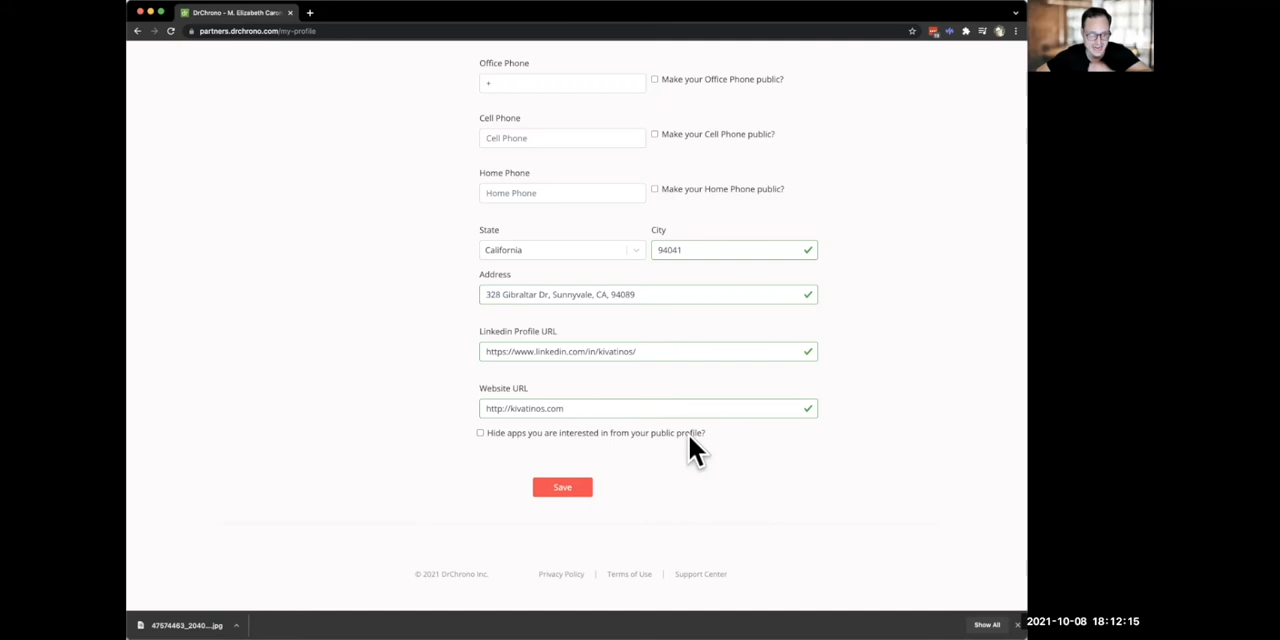 DrChrono - M. Elizabeth Caro
partners.drchrono.com/my-profile
Office Phone
+
Make your Office Phone public?
Cell Phone
Cell Phone
Make your Cell Phone public?
Home Phone
Home Phone
Make your Home Phone public?
State
City
California
94041
Address
328 Gibraltar Dr, Sunnyvale, CA, 94089
Linkedin Profile URL
https://www.linkedin.com/in/kivatinos/
Website URL
http://kivatinos.com
Hide apps you are interested in from your public profile?
Save
© 2021 DrChrono Inc.
Privacy Policy | Terms of Use | Support Center
47574463_2040....jpg
Show All
2021-10-08 18:12:15